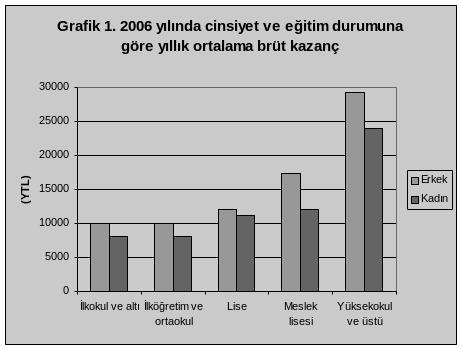 Grafik 1. 2006 yılında cinsiyet ve eğitim durumuna
göre yıllık ortalama brüt kazanç
(YTL)
30000
25000
20000
15000
10000
5000
0
İlkokul ve altı
İlköğretim ve
ortaokul
Lise
Meslek
lisesi
Yüksekokul
ve üstü
Erkek
Kadın